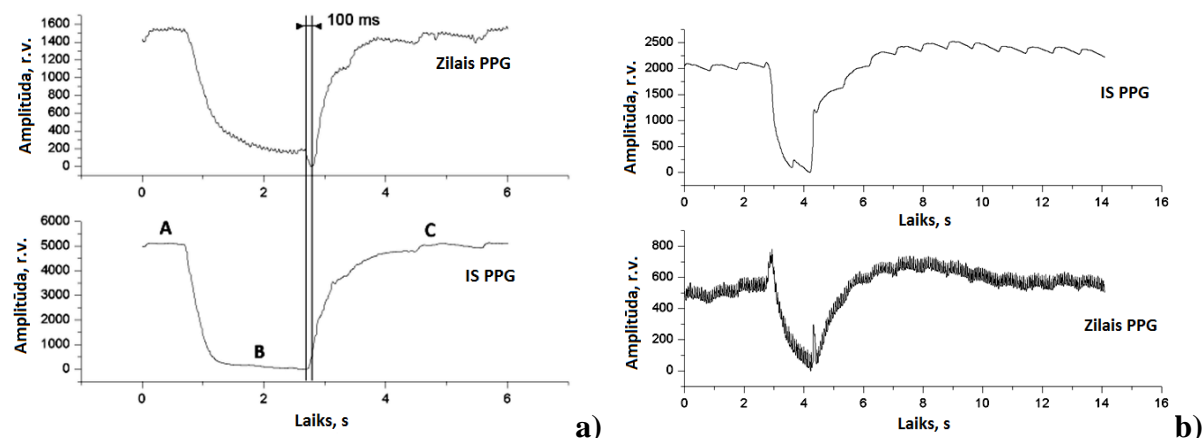 100 ms
Amplitūda, r.v.
1600
1400
1200
1000
800
600
400
200
0
Zilais PPG
0 2 4 6
Amplitūda, r.v.
6000
5000
4000
3000
2000
1000
0
A
B
C
IS PPG
0 2 4 6
Laiks, s
a)
Amplitūda, r.v.
2500
2000
1500
1000
500
0
IS PPG
0 2 4 6 8 10 12 14 16
Laiks, s
Amplitūda, r.v.
800
600
400
200
0
Zilais PPG
0 2 4 6 8 10 12 14 16
Laiks, s
b)